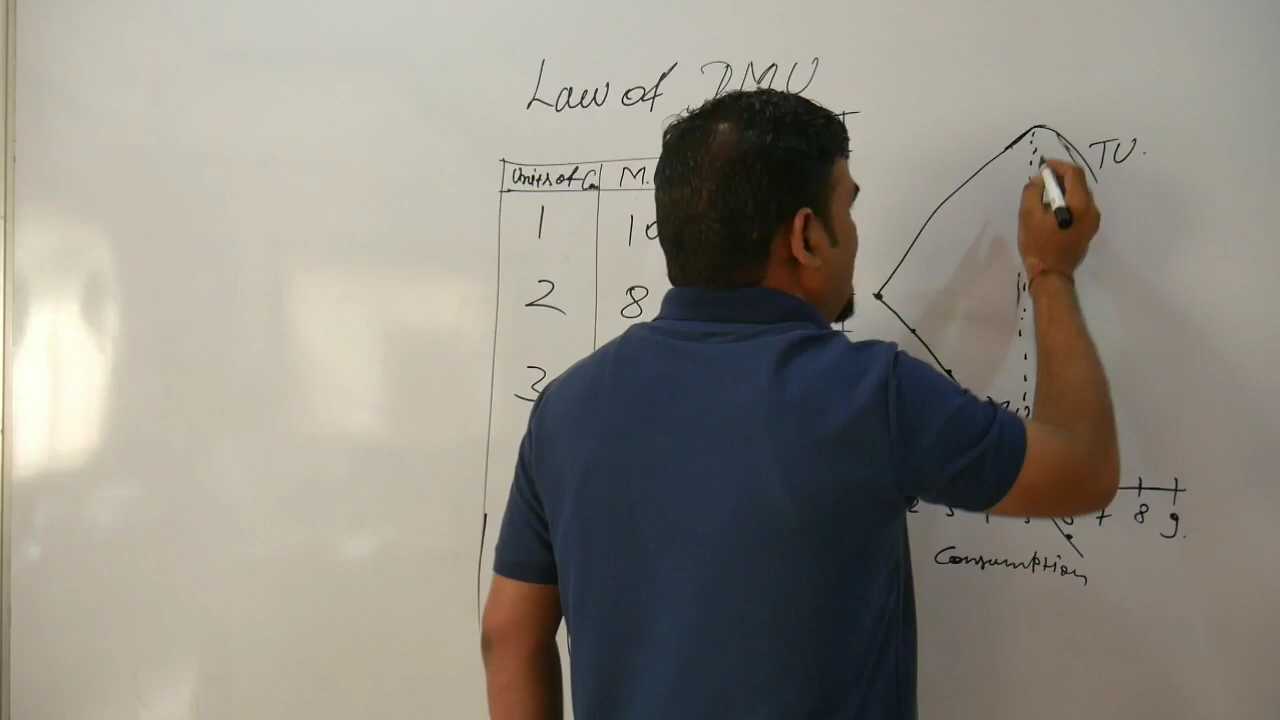 Law of DMU
Units of Con M.
1 10
2 8
3
TU.
2 3 4 5 6 7 8 9.
Consumption